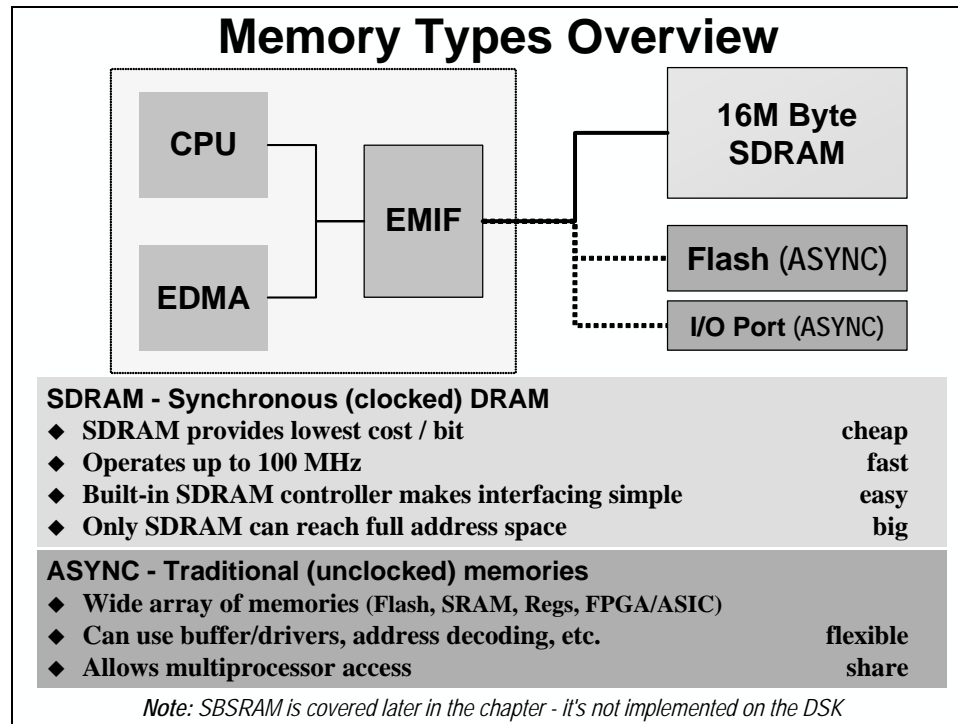 Memory Types Overview
CPU
EDMA
EMIF
16M Byte
SDRAM
Flash (ASYNC)
I/O Port (ASYNC)
SDRAM - Synchronous (clocked) DRAM
◆ SDRAM provides lowest cost / bit cheap
◆ Operates up to 100 MHz fast
◆ Built-in SDRAM controller makes interfacing simple easy
◆ Only SDRAM can reach full address space big
ASYNC - Traditional (unclocked) memories
◆ Wide array of memories (Flash, SRAM, Regs, FPGA/ASIC)
◆ Can use buffer/drivers, address decoding, etc. flexible
◆ Allows multiprocessor access share
Note: SBSRAM is covered later in the chapter - it's not implemented on the DSK